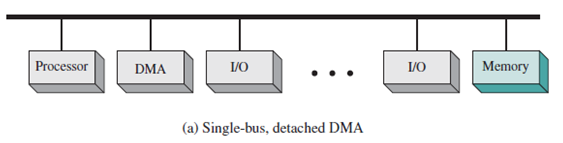 Processor DMA I/O • • • I/O Memory
(a) Single-bus, detached DMA